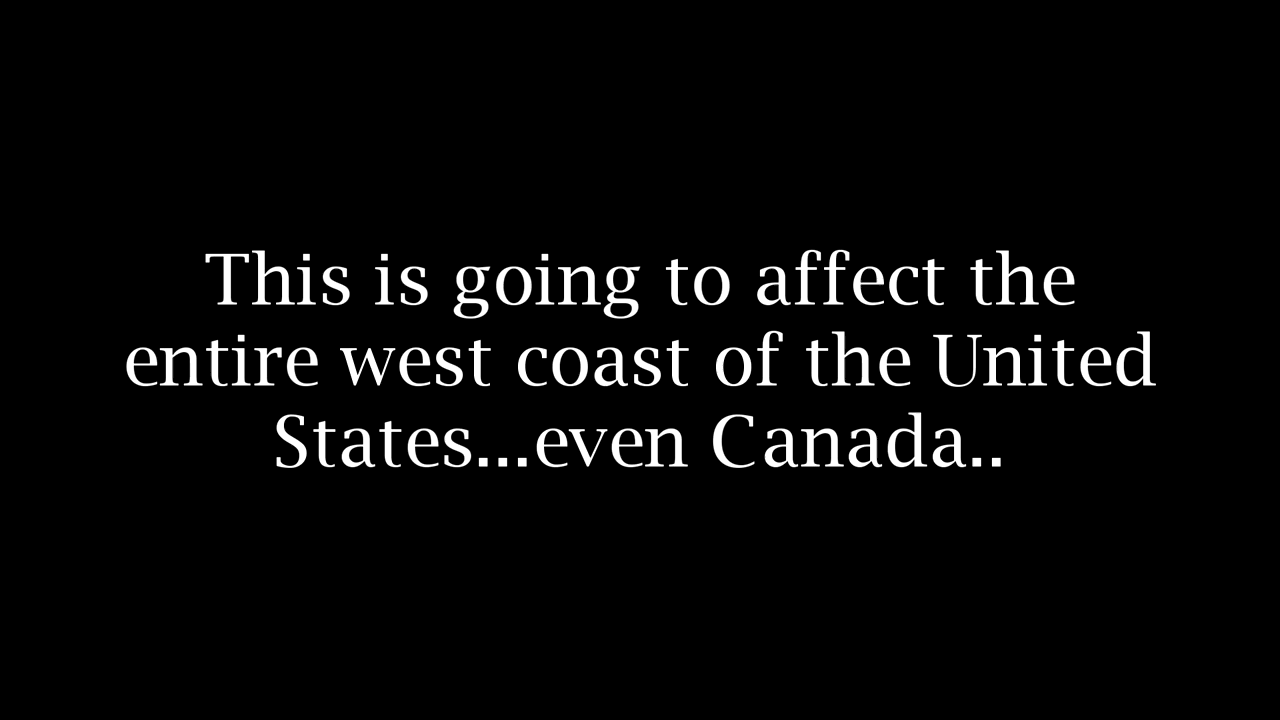 This is going to affect the
entire west coast of the United
States...even Canada..